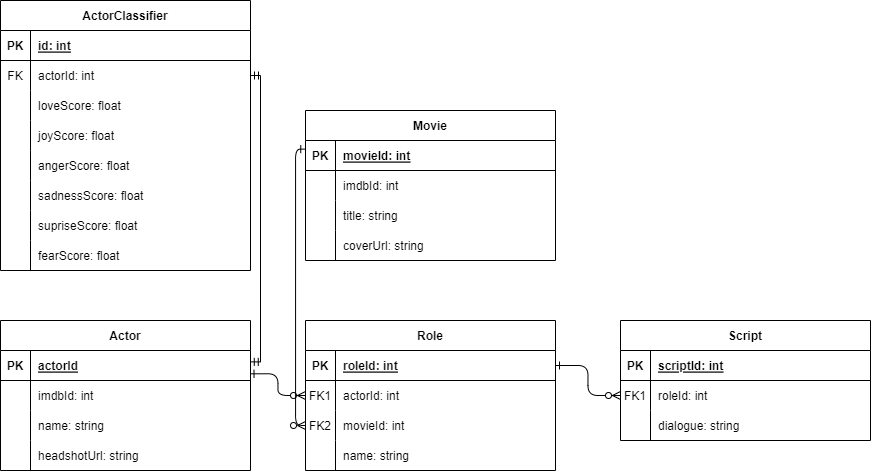 ActorClassifier
PK id: int
FK actorId: int
loveScore: float
joyScore: float
angerScore: float
sadnessScore: float
supriseScore: float
fearScore: float
Movie
PK movieId: int
imdbId: int
title: string
coverUrl: string
Actor
PK actorId
imdbId: int
name: string
headshotUrl: string
Role
PK roleId: int
FK1 actorId: int
FK2 movieId: int
name: string
Script
PK scriptId: int
FK1 roleId: int
dialogue: string